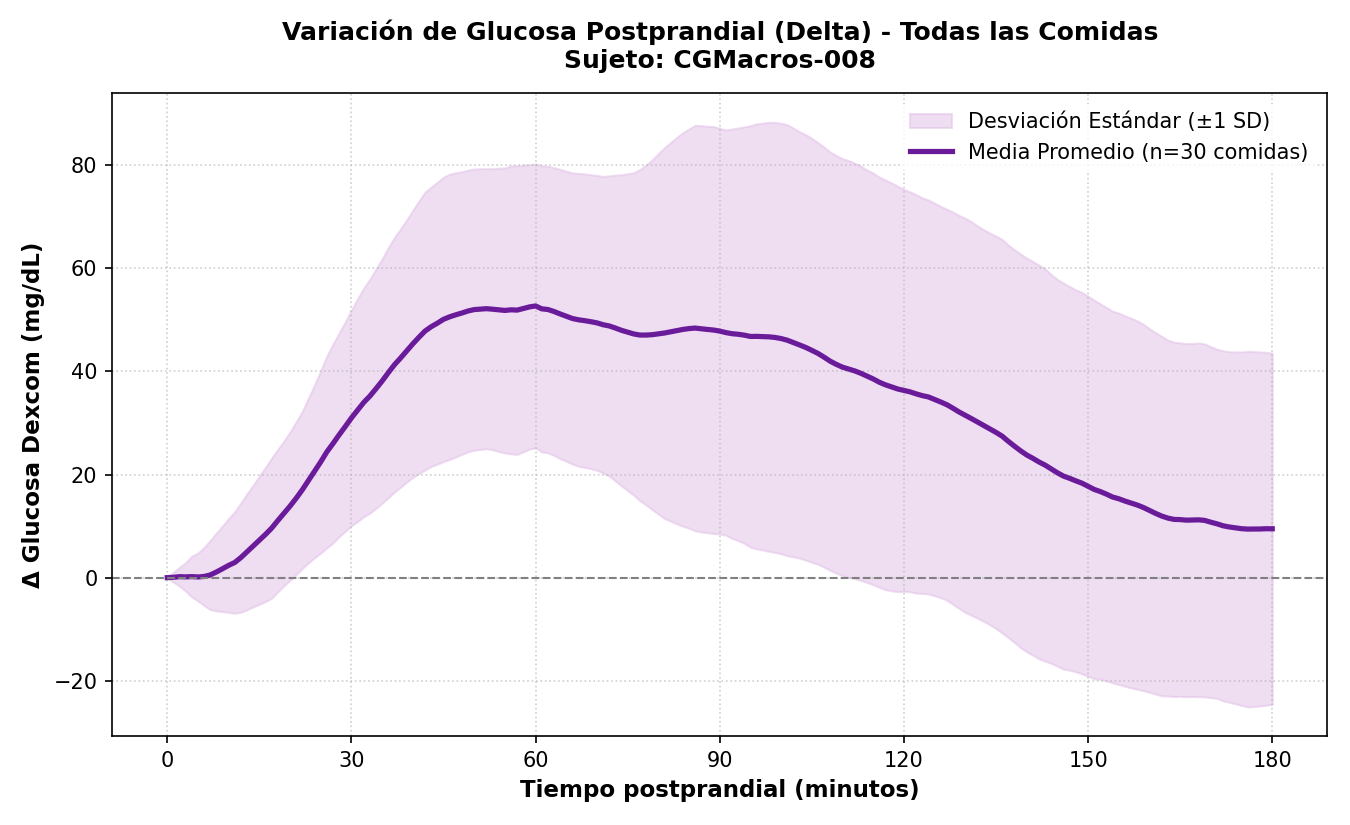 Variación de Glucosa Postprandial (Delta) - Todas las Comidas
Sujeto: CGMacros-008
Desviación Estándar (±1 SD)
Media Promedio (n=30 comidas)
Δ Glucosa Dexcom (mg/dL)
80
60
40
20
0
−20
0 30 60 90 120 150 180
Tiempo postprandial (minutos)